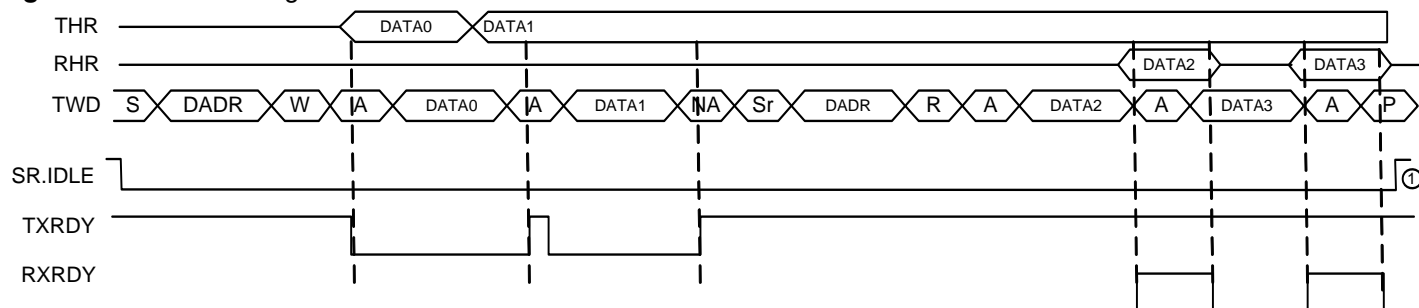 THR DATA0 DATA1
RHR DATA2 DATA3
TWD S DADR W A DATA0 A DATA1 NA Sr DADR R A DATA2 A DATA3 A P
SR.IDLE ①
TXRDY
RXRDY